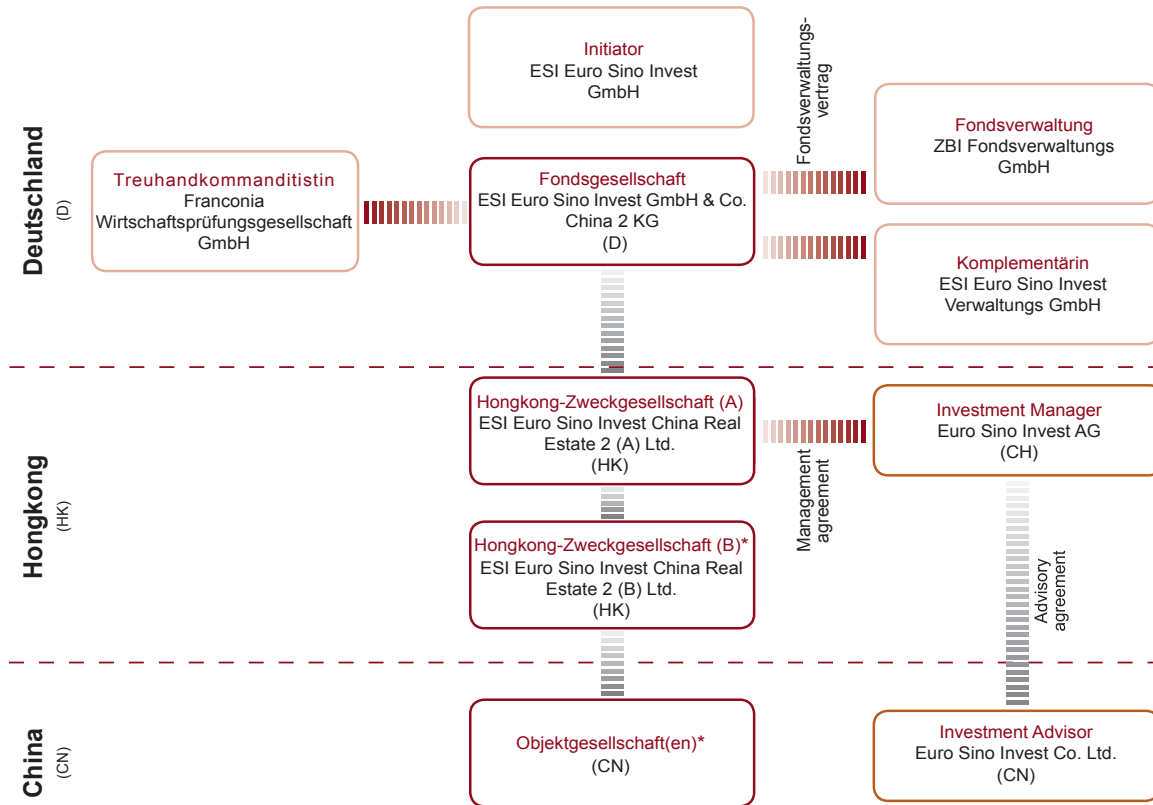 Deutschland
(D)
Initiator
ESI Euro Sino Invest
GmbH
Fondsverwaltungs-
vertrag
Fondsverwaltung
ZBI Fondsverwaltungs
GmbH
Treuhandkommanditistin
Franconia
Wirtschaftsprüfungsgesellschaft
GmbH
Fondsgesellschaft
ESI Euro Sino Invest GmbH & Co.
China 2 KG
(D)
Komplementärin
ESI Euro Sino Invest
Verwaltungs GmbH
Hongkong
(HK)
Hongkong-Zweckgesellschaft (A)
ESI Euro Sino Invest China Real
Estate 2 (A) Ltd.
(HK)
Management
agreement
Investment Manager
Euro Sino Invest AG
(CH)
Hongkong-Zweckgesellschaft (B)*
ESI Euro Sino Invest China Real
Estate 2 (B) Ltd.
(HK)
Advisory
agreement
China
(CN)
Objektgesellschaft(en)*
(CN)
Investment Advisor
Euro Sino Invest Co. Ltd.
(CN)